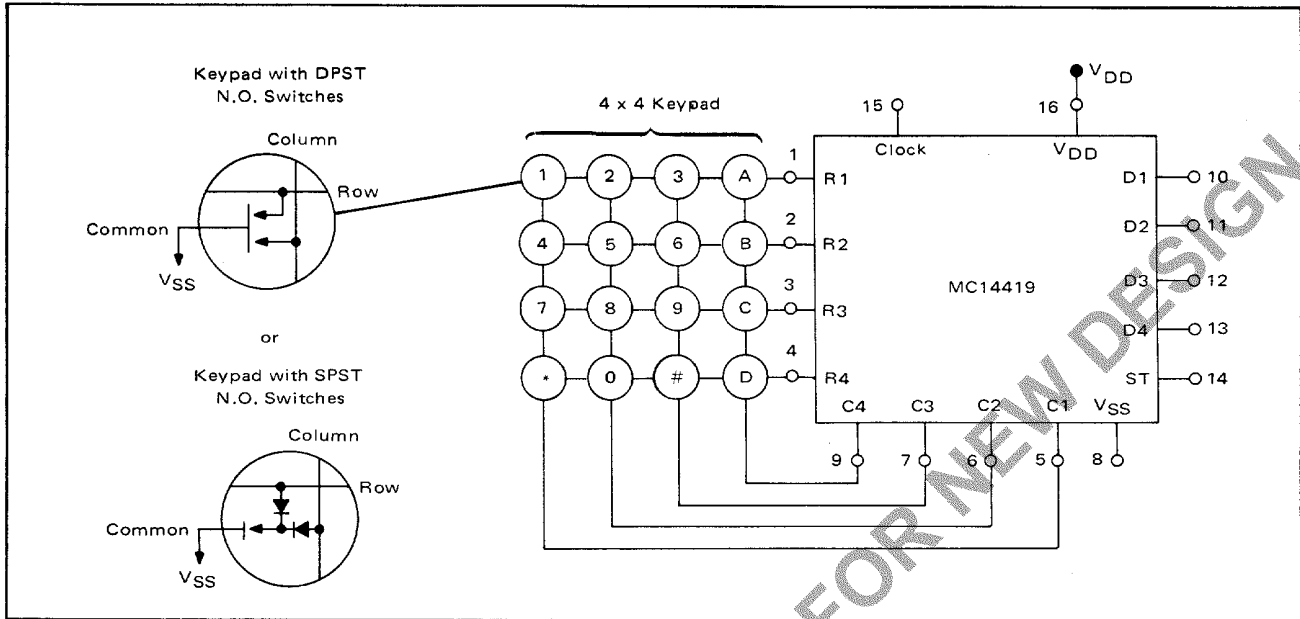 Keypad with DPST
N.O. Switches
Column
Row
Common
VSS
or
Keypad with SPST
N.O. Switches
Column
Row
Common
VSS
4 x 4 Keypad
1 2 3 A
4 5 6 B
7 8 9 C
* 0 # D
1 R1
2 R2
3 R3
4 R4
15
Clock
VDD
16
VDD
MC14419
D1 10
D2 11
D3 12
D4 13
ST 14
C4 C3 C2 C1 VSS
9 7 6 5 8
FOR NEW DESIGN